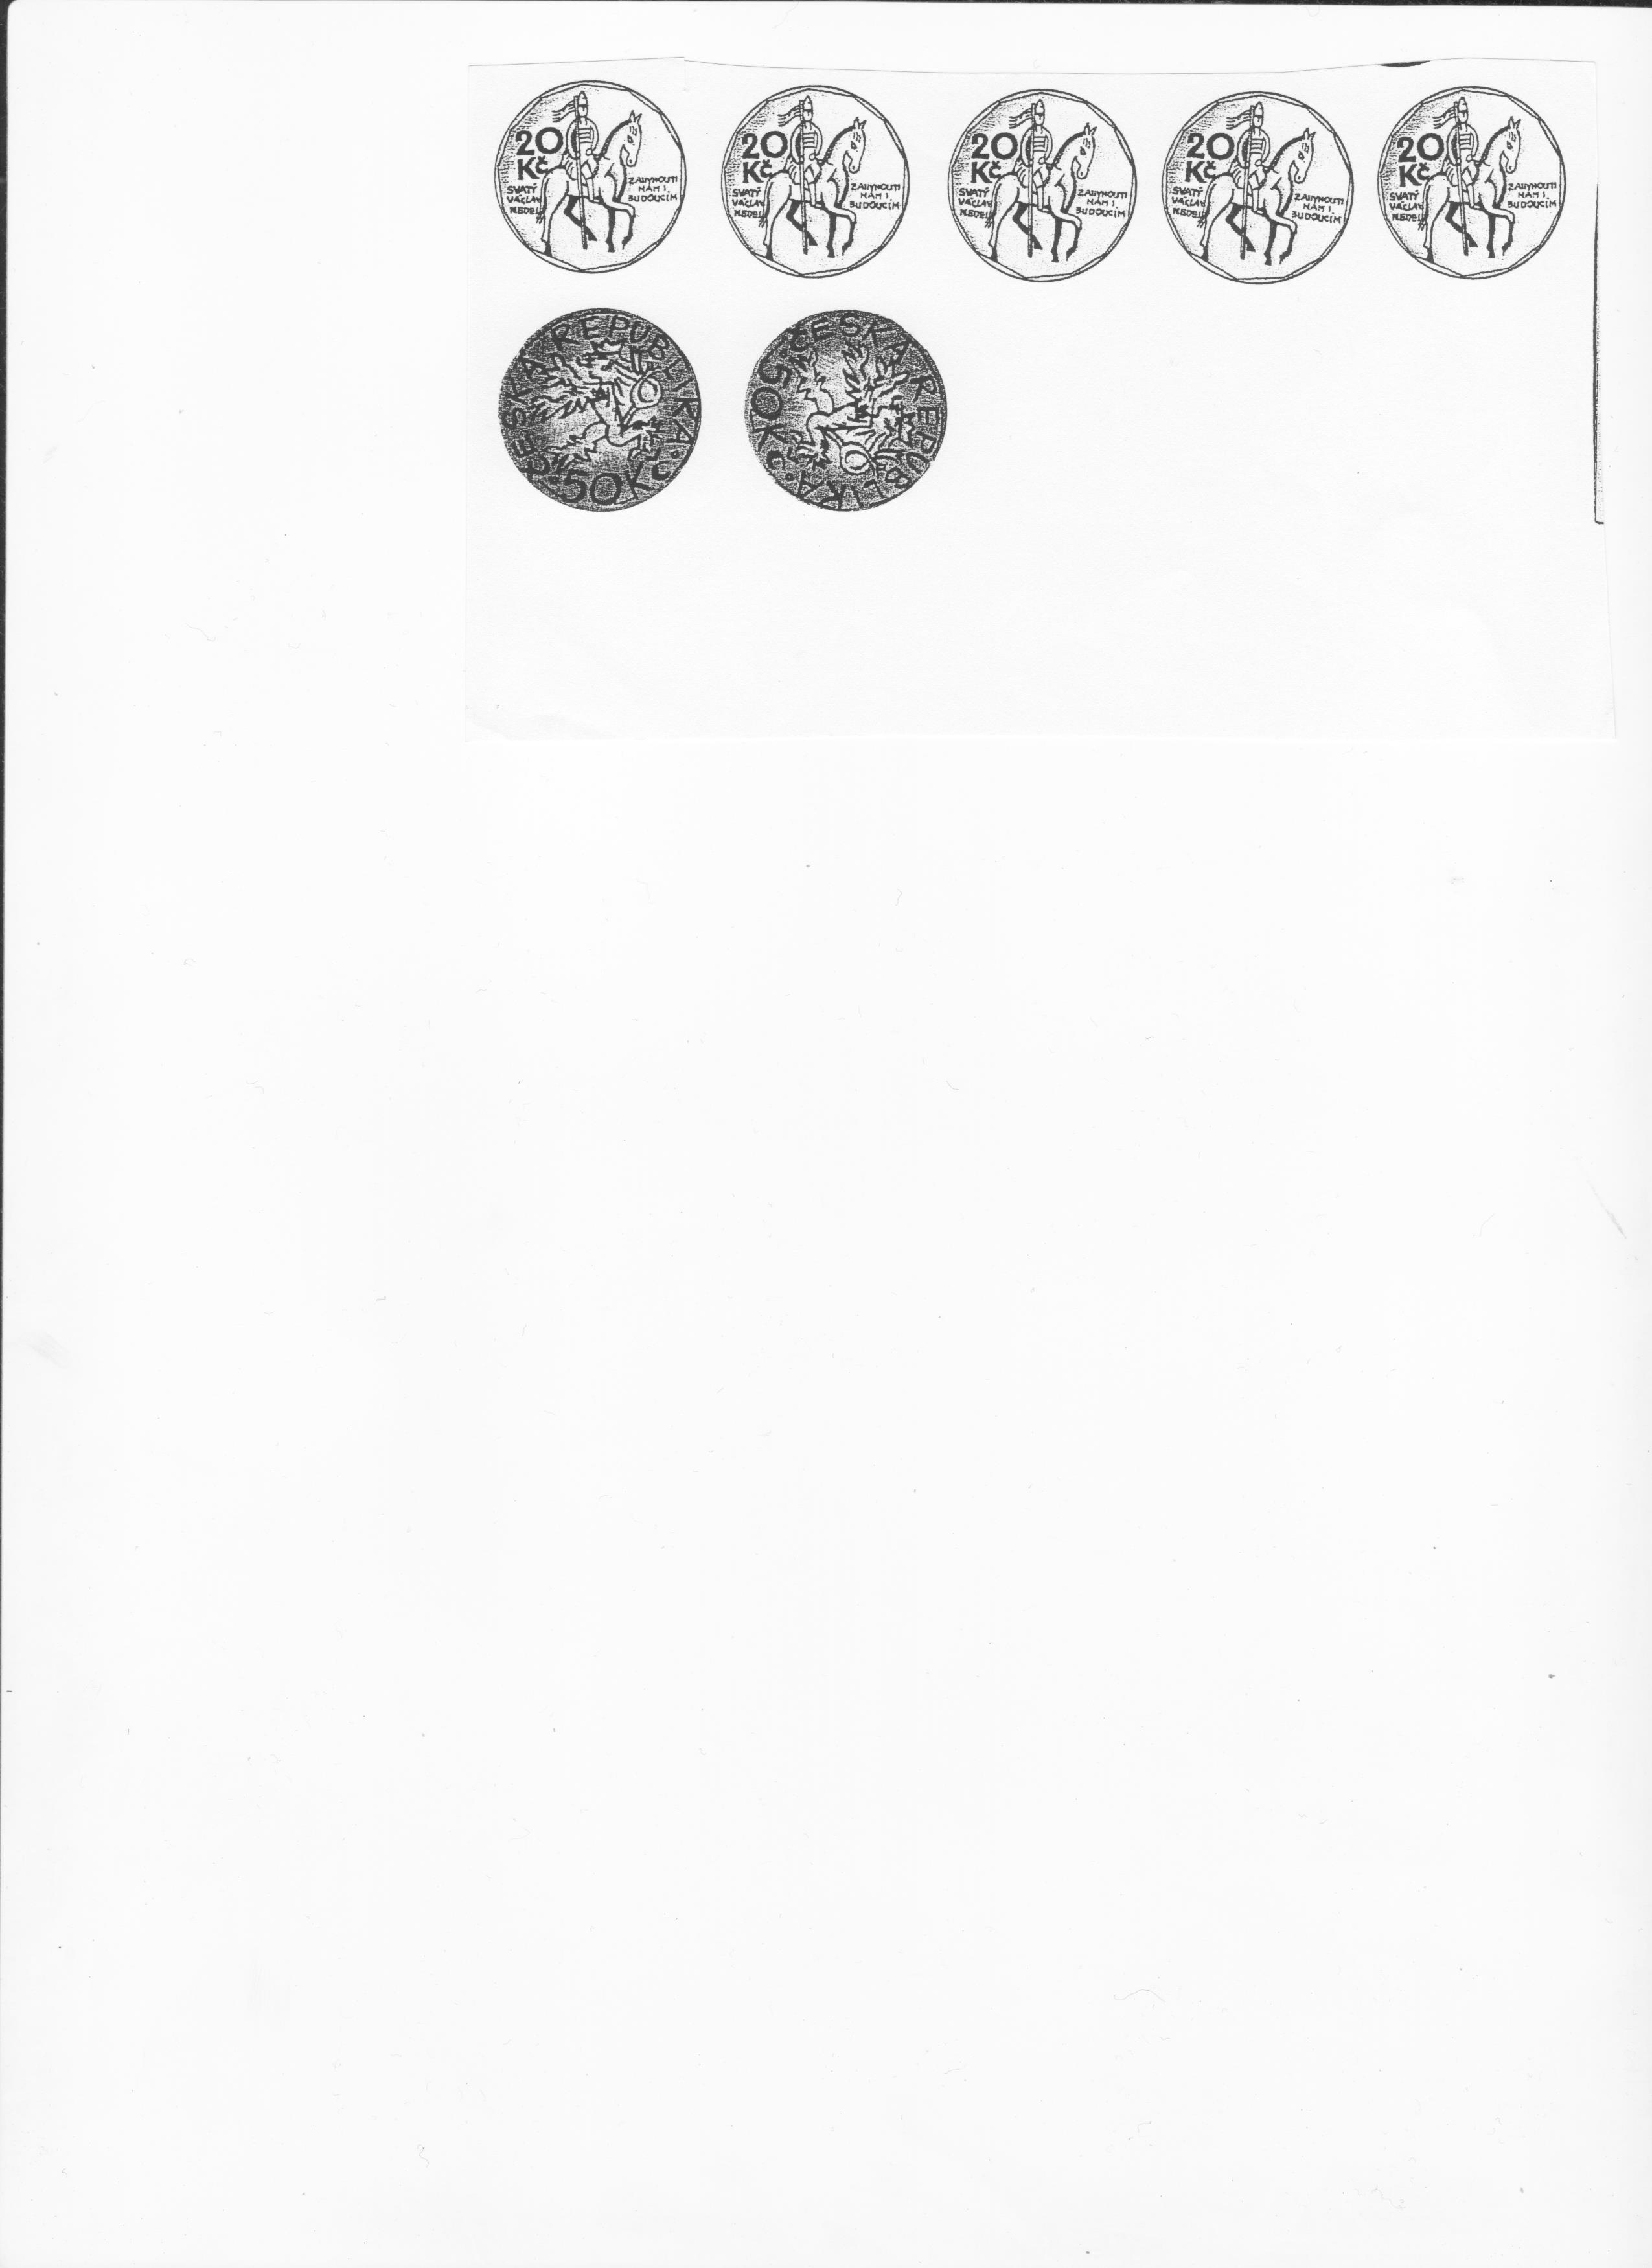 20
Kč
SVATÝ
VÁCLAV
NEDEJ
ZAHYNOUTI
NÁM I
BUDOUCÍM
20
Kč
SVATÝ
VÁCLAV
NEDEJ
ZAHYNOUTI
NÁM I
BUDOUCÍM
20
Kč
SVATÝ
VÁCLAV
NEDEJ
ZAHYNOUTI
NÁM I
BUDOUCÍM
20
Kč
SVATÝ
VÁCLAV
NEDEJ
ZAHYNOUTI
NÁM I
BUDOUCÍM
20
Kč
SVATÝ
VÁCLAV
NEDEJ
ZAHYNOUTI
NÁM I
BUDOUCÍM
ČESKÁ REPUBLIKA · 50 Kč ·
ČESKÁ REPUBLIKA · 50 Kč ·